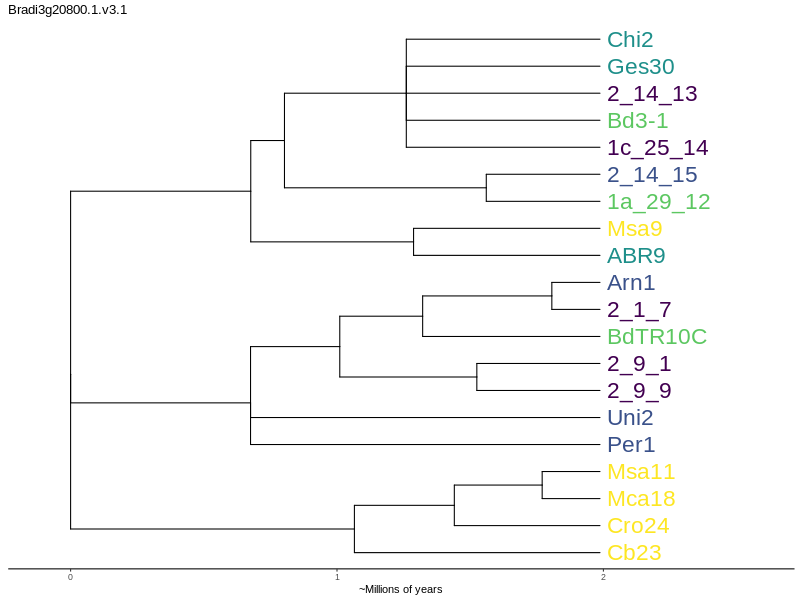 Bradi3g20800.1.v3.1
Chi2
Ges30
2_14_13
Bd3-1
1c_25_14
2_14_15
1a_29_12
Msa9
ABR9
Arn1
2_1_7
BdTR10C
2_9_1
2_9_9
Uni2
Per1
Msa11
Mca18
Cro24
Cb23
0 1 2
~Millions of years